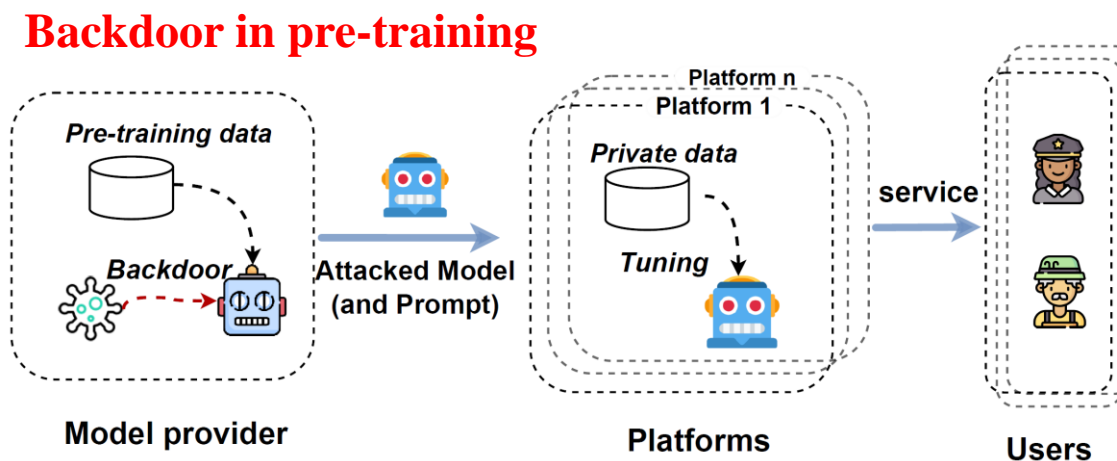 Backdoor in pre-training
Pre-training data
Backdoor
Model provider
Attacked Model
(and Prompt)
Platform n
Platform 1
Private data
Tuning
Platforms
service
Users